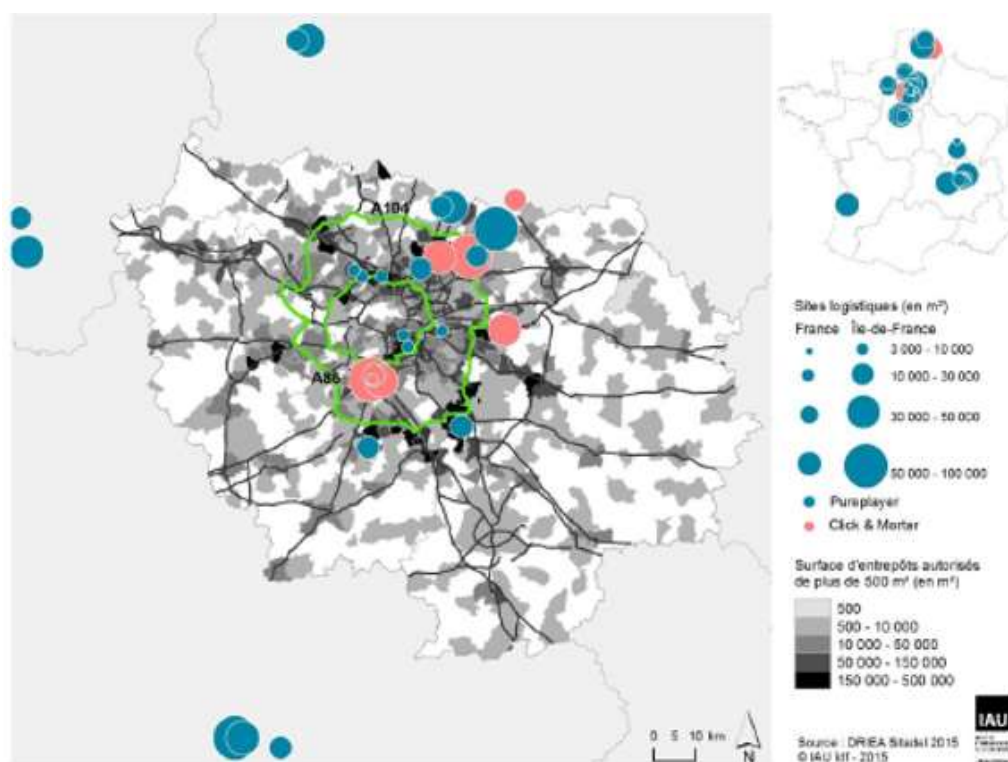 A104
A86
Sites logistiques (en m²)
France Île-de-France
3 000 - 10 000
10 000 - 30 000
30 000 - 50 000
50 000 - 100 000
Pureplayer
Click & Mortar
Surface d'entrepôts autorisés
de plus de 500 m² (en m²)
500
500 - 10 000
10 000 - 50 000
50 000 - 150 000
150 000 - 500 000
0 5 10 km
N
Source : DRIEA Sitadel 2015
© IAU îdf - 2015
IAU